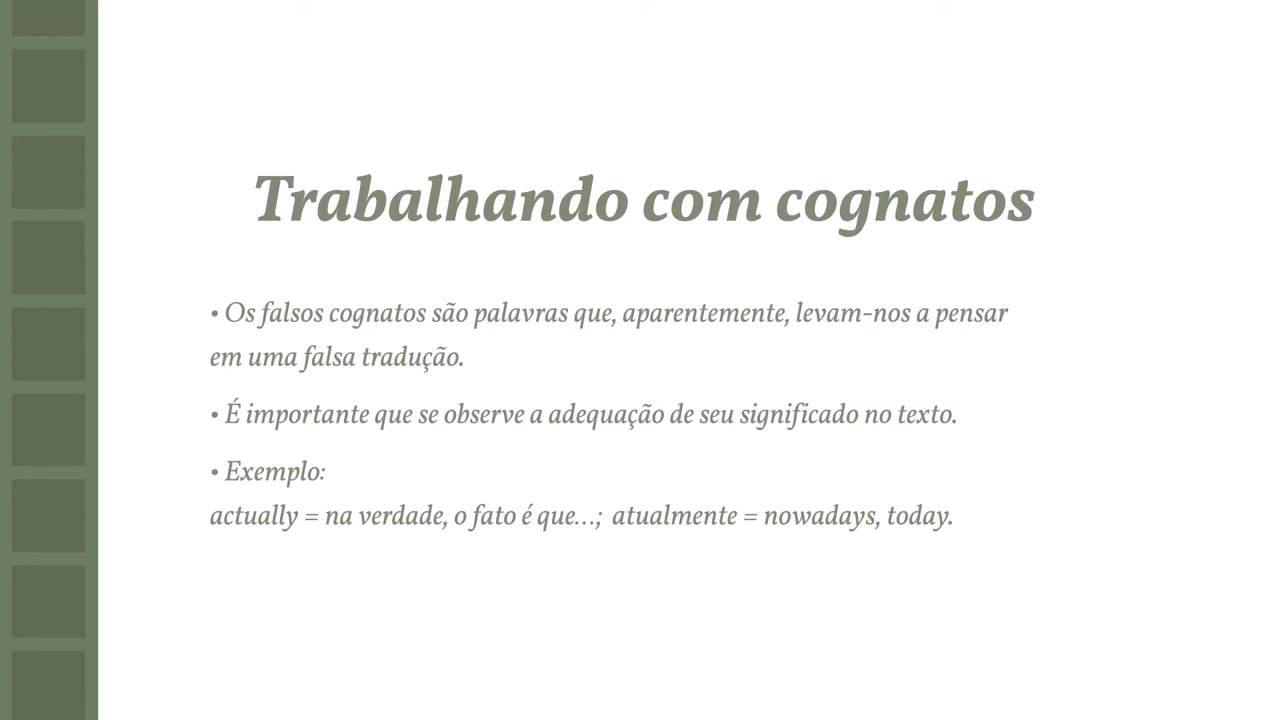 Trabalhando com cognatos
• Os falsos cognatos são palavras que, aparentemente, levam-nos a pensar
em uma falsa tradução.
• É importante que se observe a adequação de seu significado no texto.
• Exemplo:
actually = na verdade, o fato é que...; atualmente = nowadays, today.